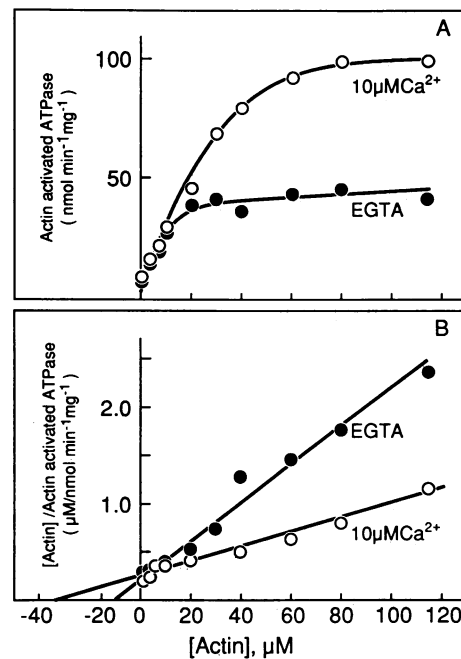 A
Actin activated ATPase
( nmol min⁻¹mg⁻¹)
100
50
10μMCa²⁺
EGTA
B
[Actin] /Actin activated ATPase
( μM/nmol min⁻¹mg⁻¹)
2.0
1.0
0
EGTA
10μMCa²⁺
-40 -20 0 20 40 60 80 100 120
[Actin], μM